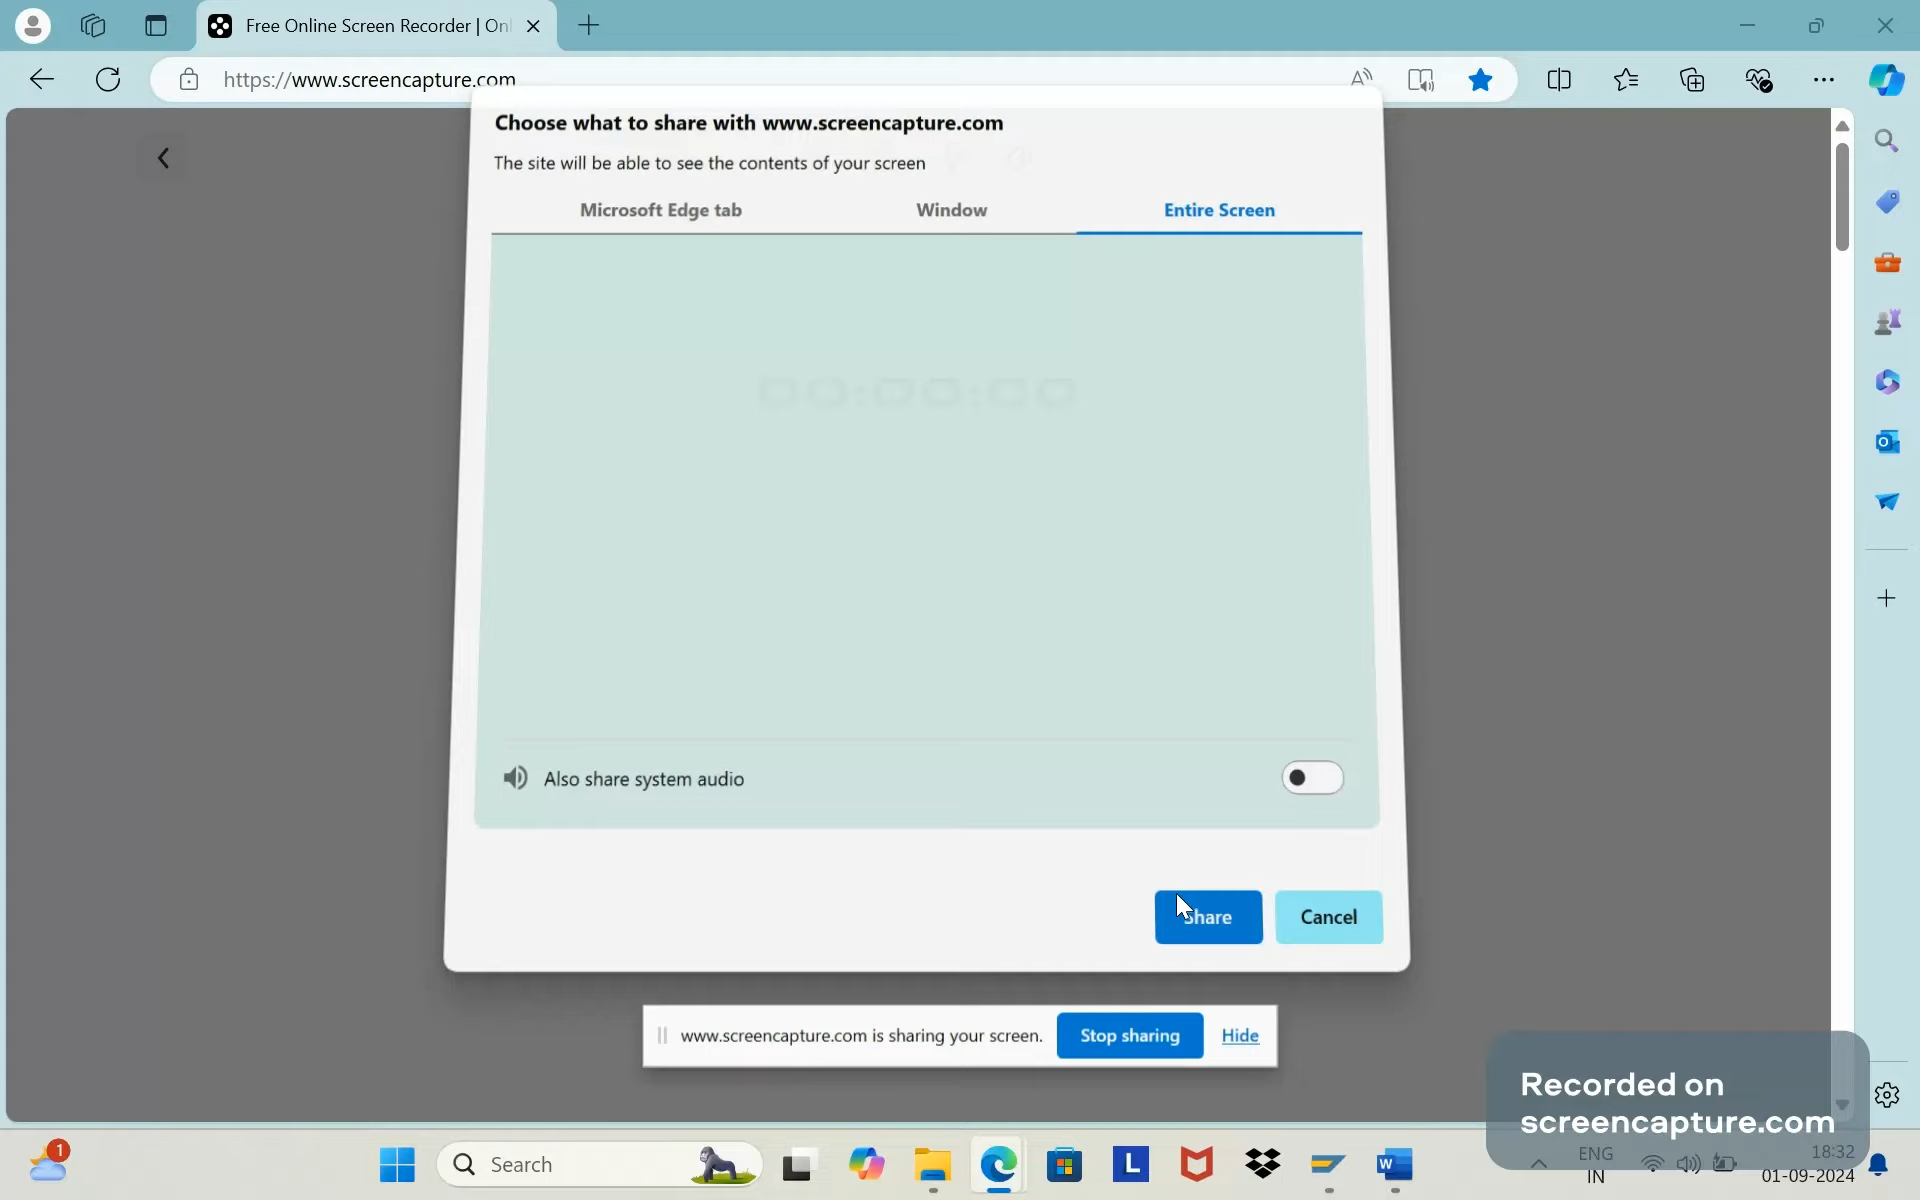 Free Online Screen Recorder | Onl
https://www.screencapture.com
Choose what to share with www.screencapture.com
The site will be able to see the contents of your screen
Microsoft Edge tab
Window
Entire Screen
00:00:00
Also share system audio
Share
Cancel
www.screencapture.com is sharing your screen.
Stop sharing
Hide
Recorded on
screencapture.com
1
Search
L
W
ENG
IN
18:32
01-09-2024